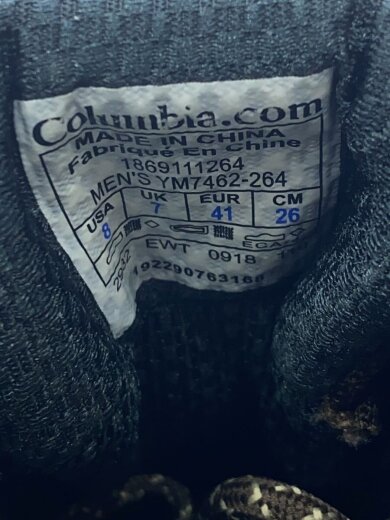 Columbia.com
MADE IN CHINA
Fabriqué En Chine
1869111264
MEN'S YM7462-264
USA UK EUR CM
8 7 41 26
EWT 0918